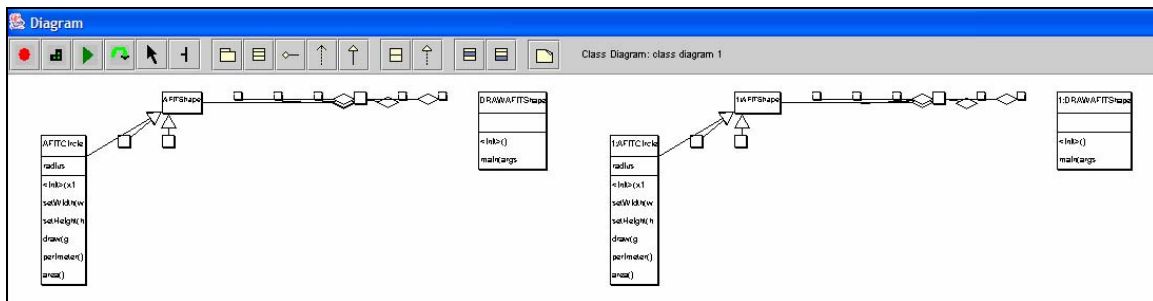 Diagram
Class Diagram: class diagram 1
AFITShape
DRAWAFITShape
<init>()
main(args
AFITCircle
radius
<init>(x1
setWidth(w
setHeight(h
draw(g
perimeter()
area()
1:AFITShape
1:DRAWAFITShape
<init>()
main(args
1:AFITCircle
radius
<init>(x1
setWidth(w
setHeight(h
draw(g
perimeter()
area()